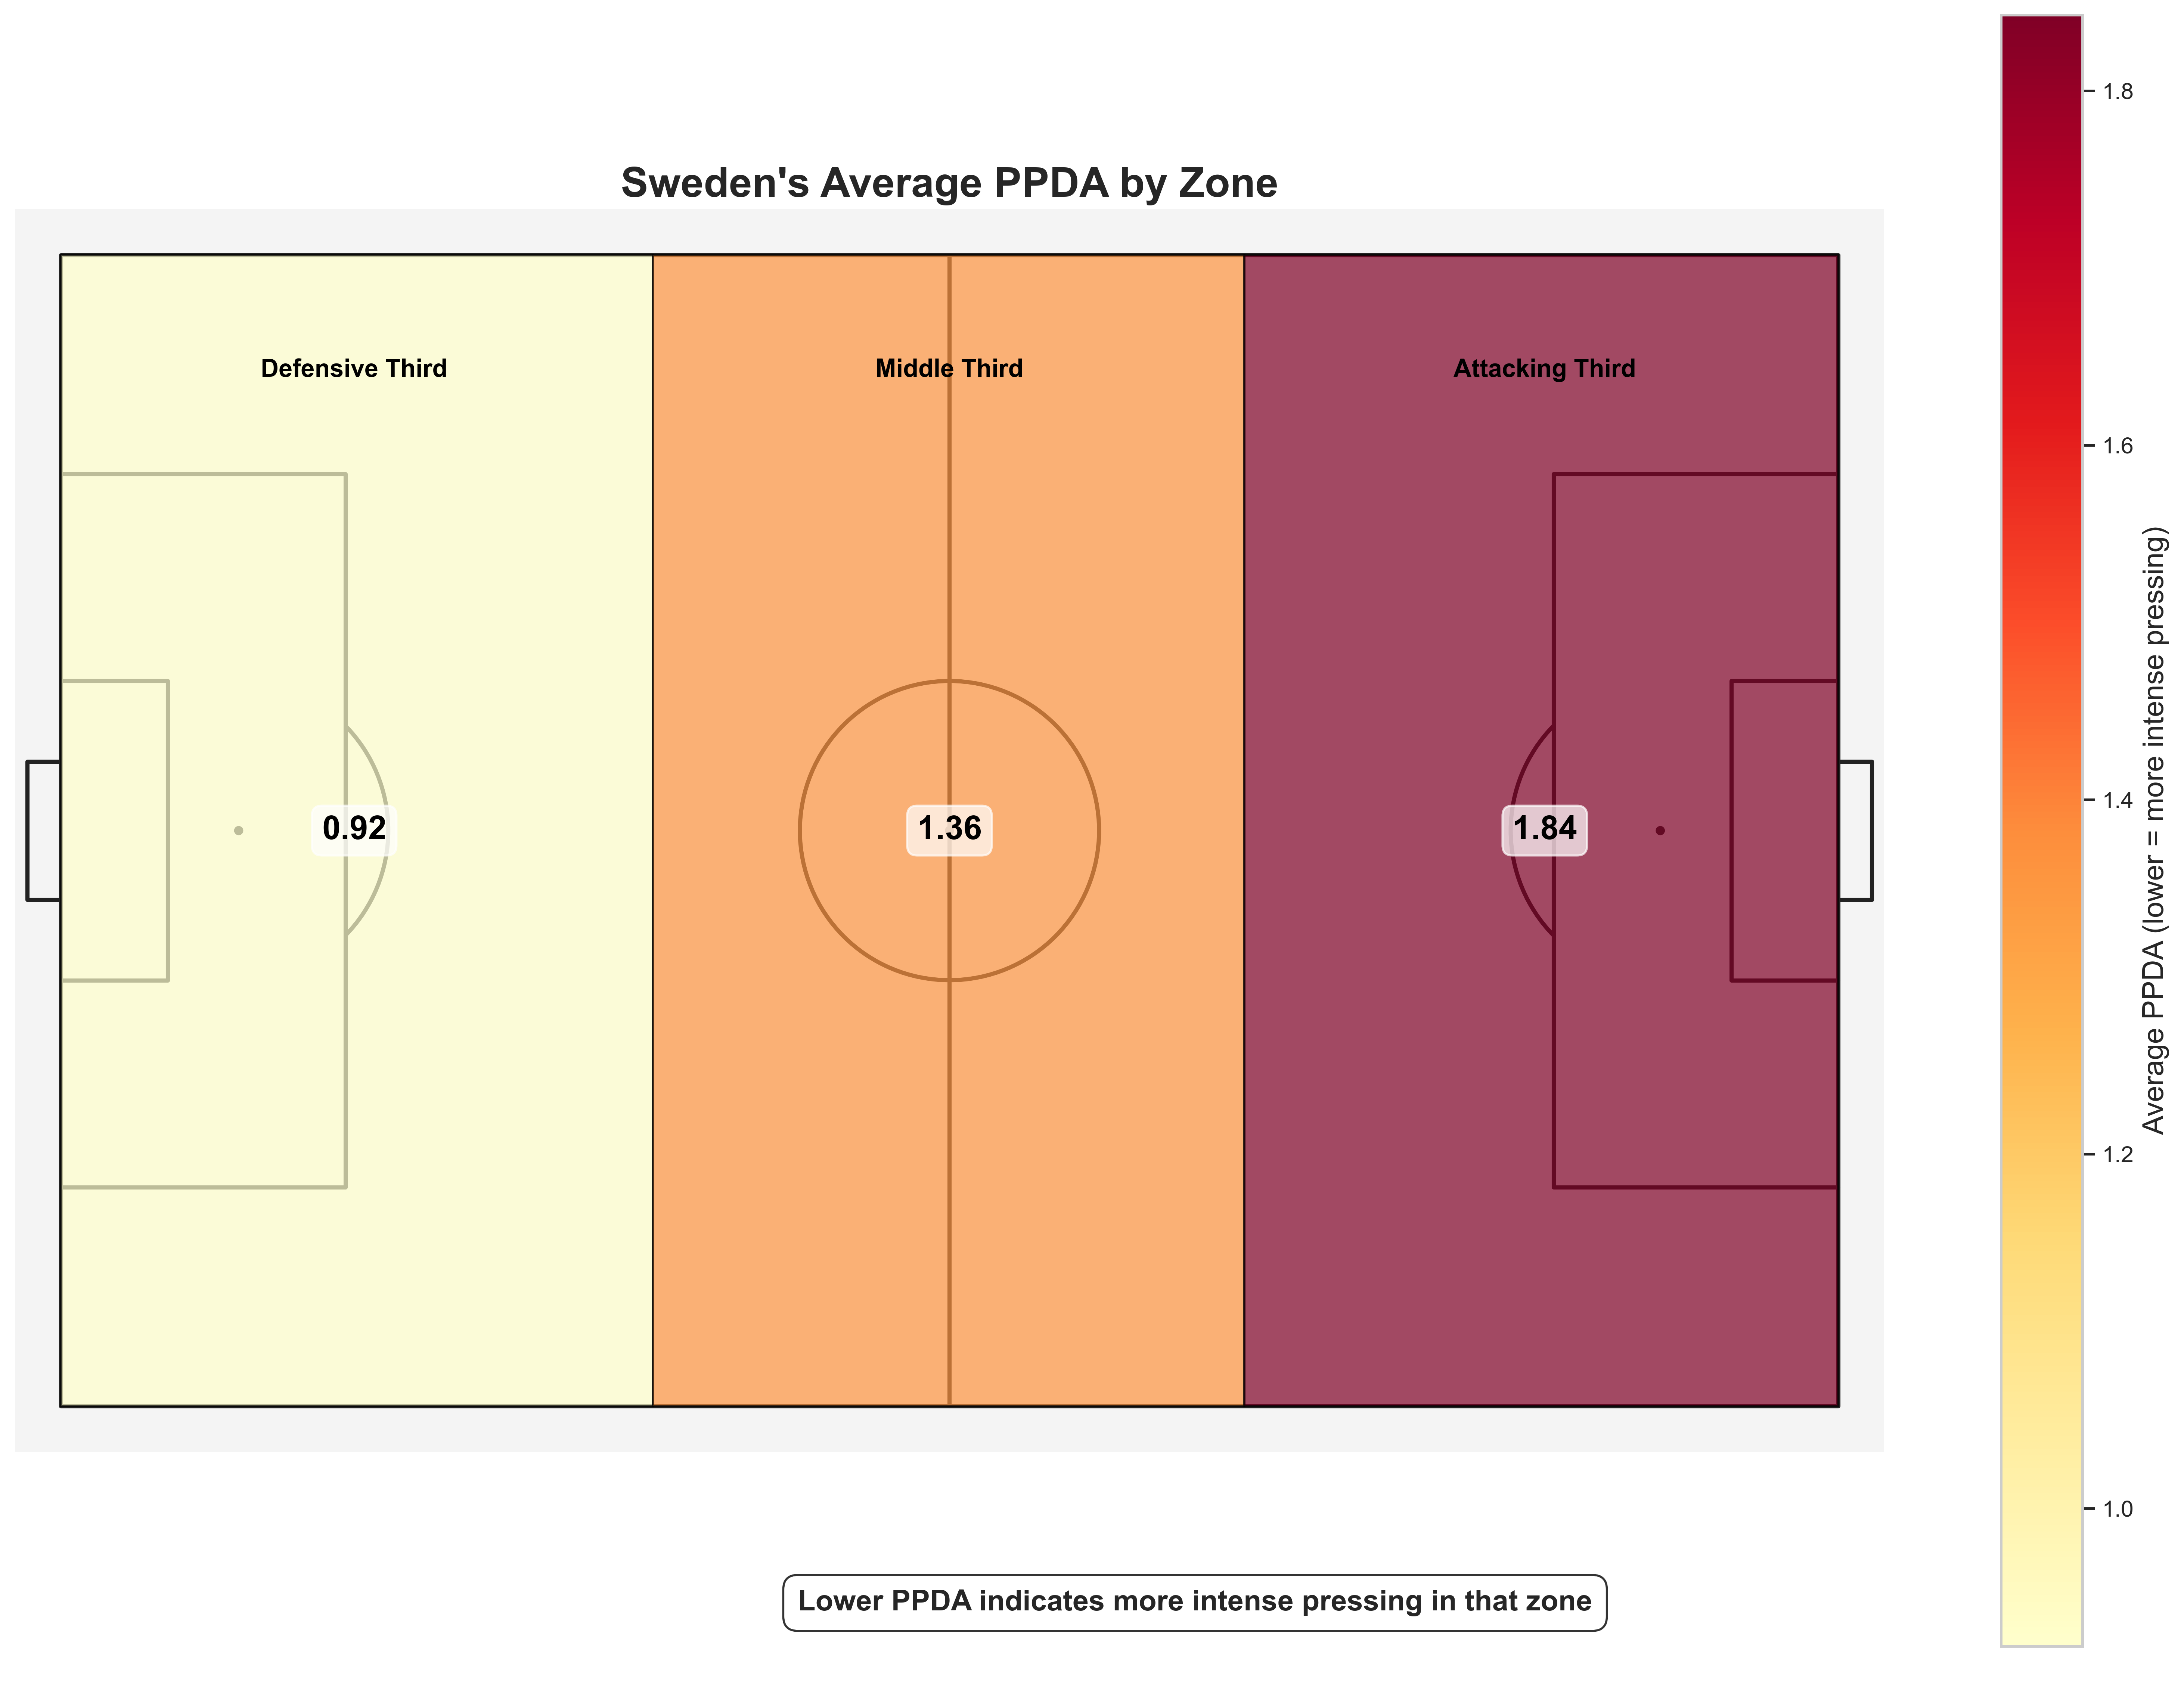 Sweden's Average PPDA by Zone
Defensive Third
Middle Third
Attacking Third
0.92
1.36
1.84
Lower PPDA indicates more intense pressing in that zone
1.8
1.6
1.4
1.2
1.0
Average PPDA (lower = more intense pressing)